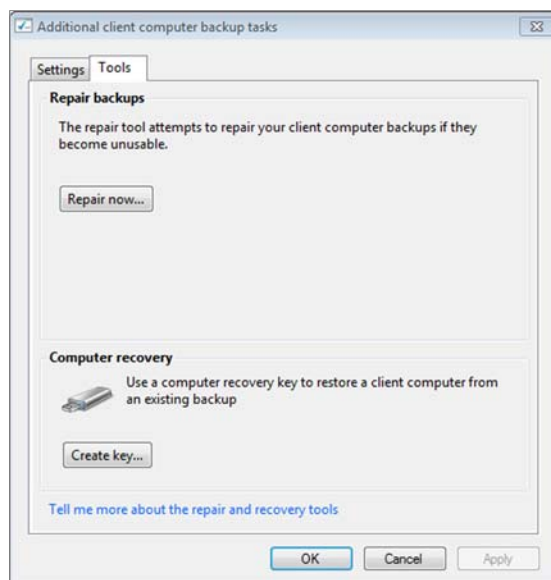 Additional client computer backup tasks
Settings Tools
Repair backups
The repair tool attempts to repair your client computer backups if they
become unusable.
Repair now...
Computer recovery
Use a computer recovery key to restore a client computer from
an existing backup
Create key...
Tell me more about the repair and recovery tools
OK Cancel Apply